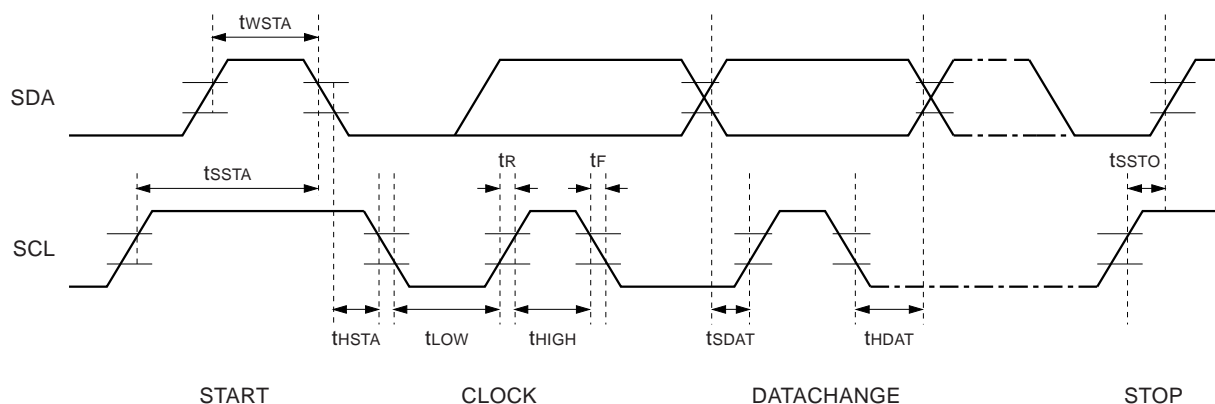 tWSTA
SDA
tSSTA
tR
tF
tSSTO
SCL
tHSTA
tLOW
tHIGH
tSDAT
tHDAT
START
CLOCK
DATACHANGE
STOP